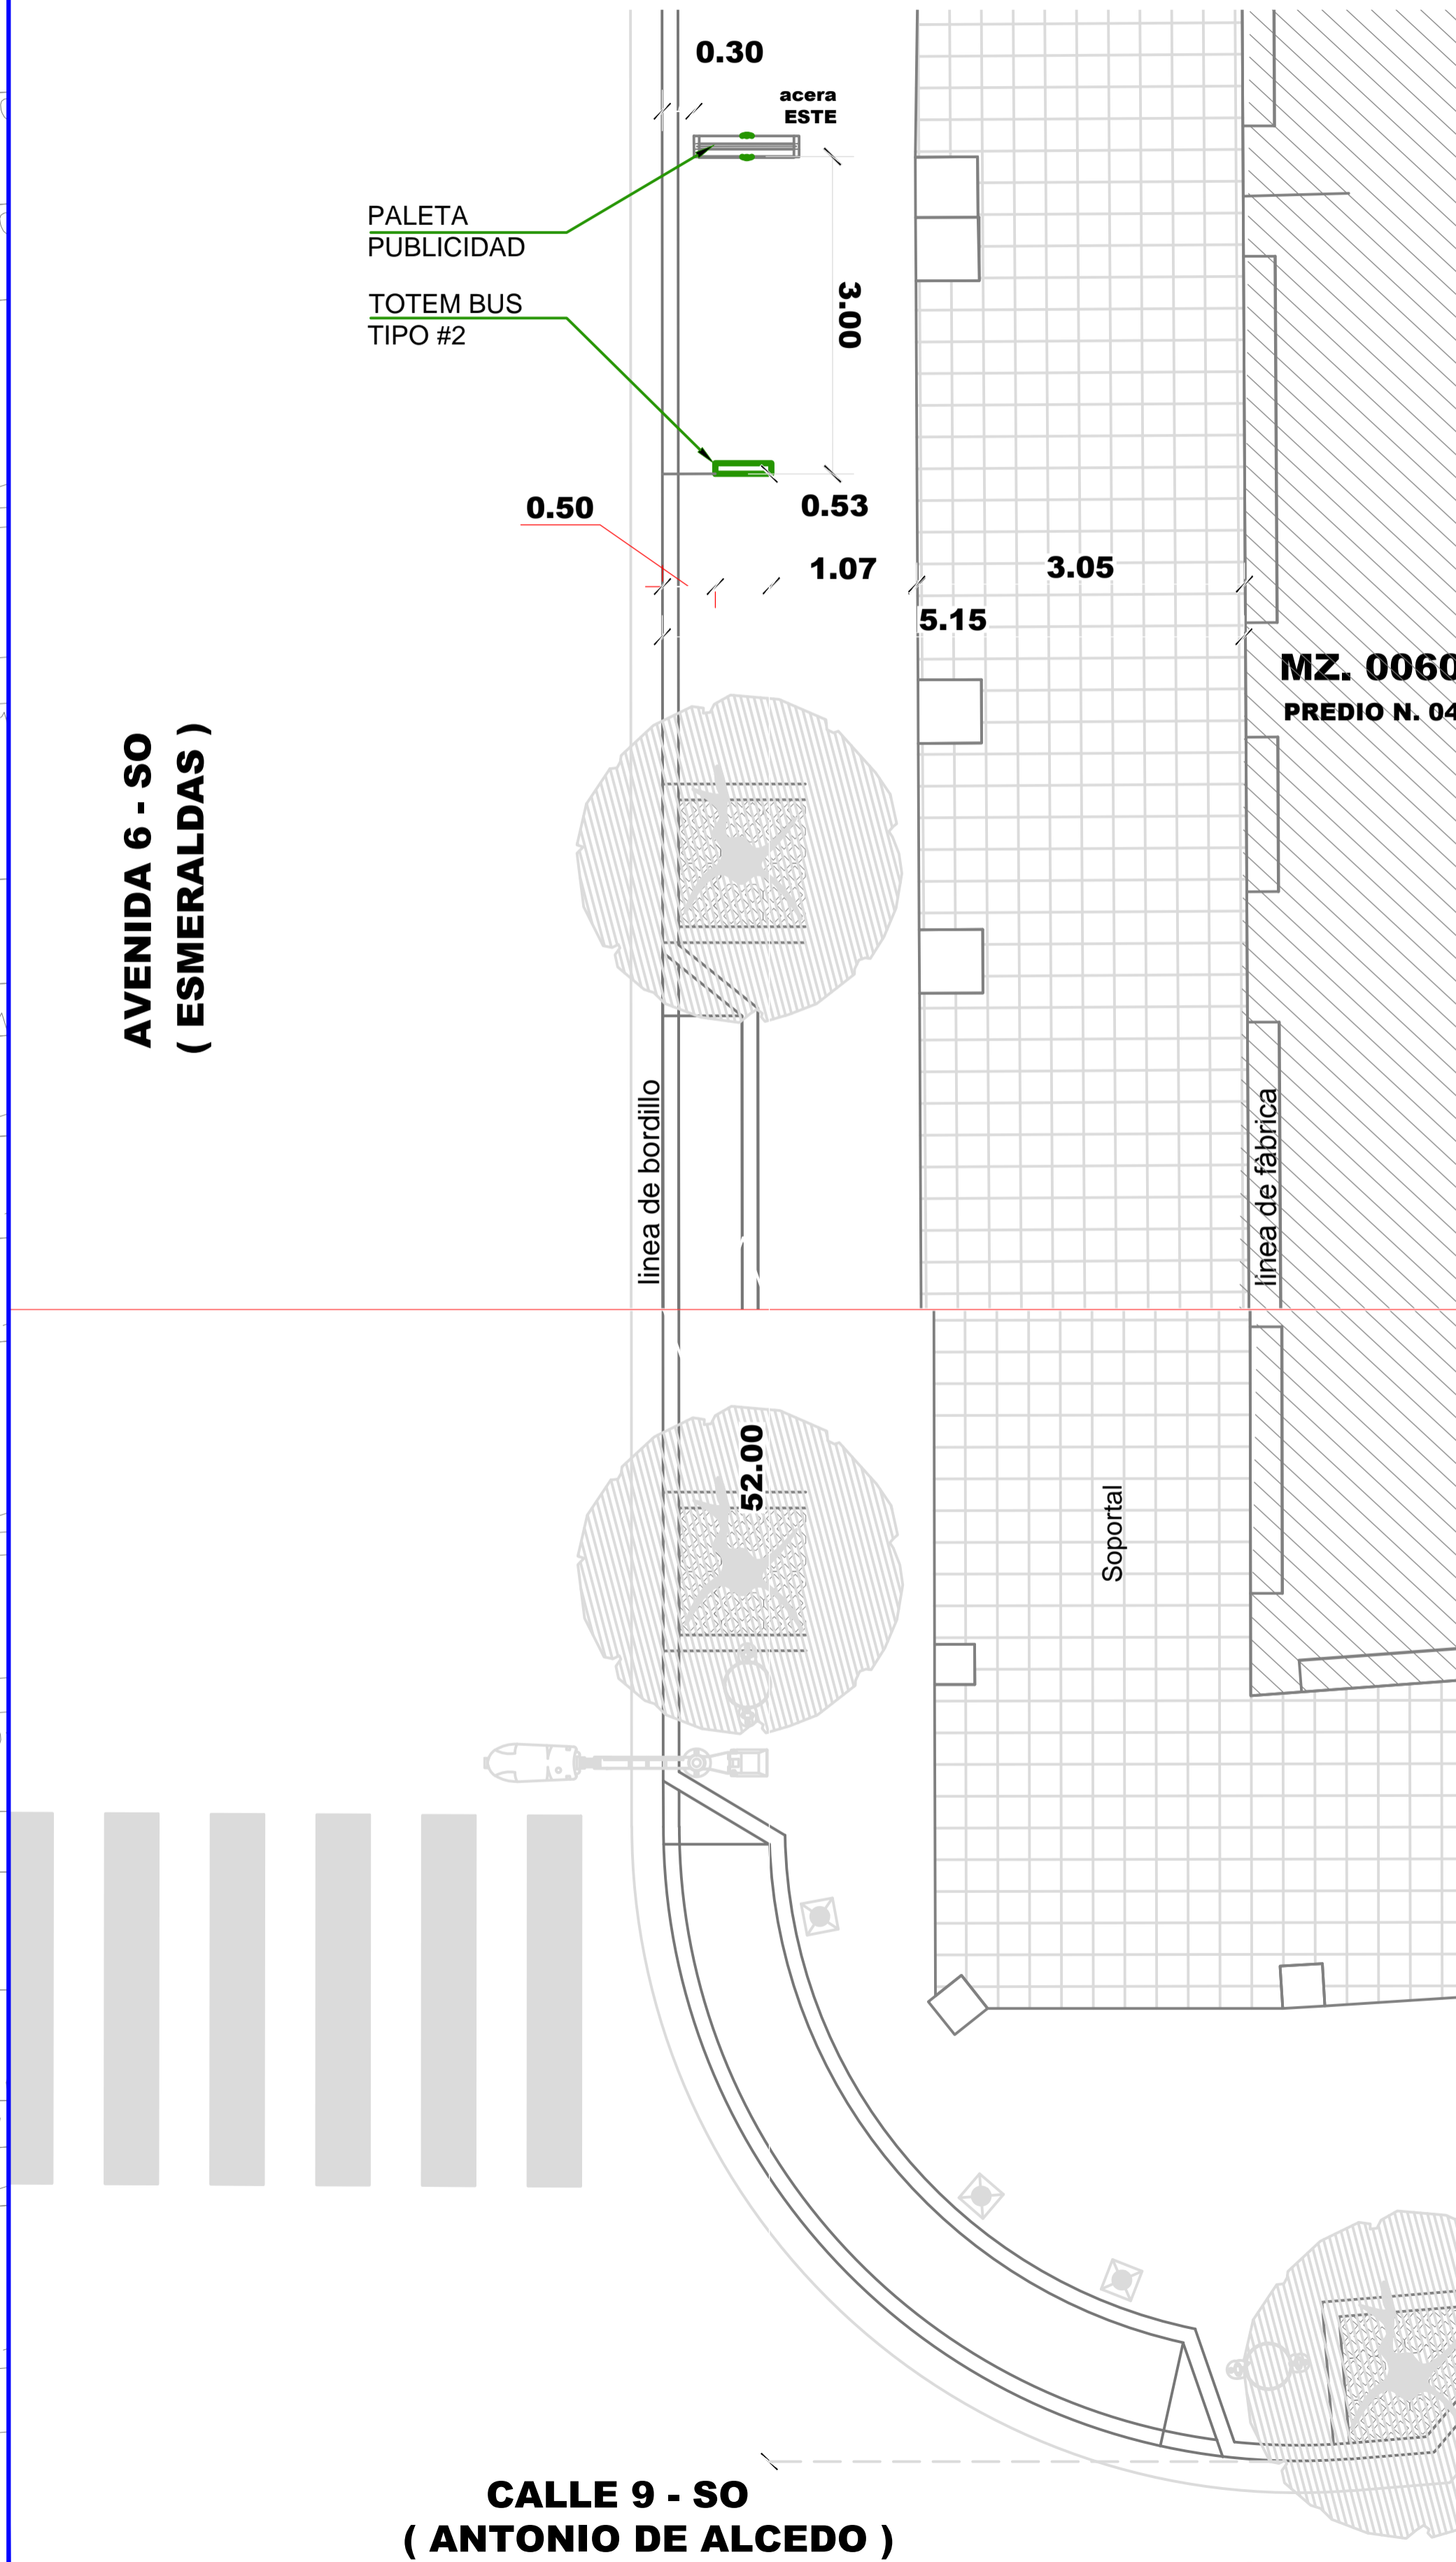 0.30
acera
ESTE
PALETA
PUBLICIDAD
TOTEM BUS
TIPO #2
3.00
0.50
0.53
1.07
3.05
5.15
MZ. 0060
PREDIO N. 04
AVENIDA 6 - SO
( ESMERALDAS )
linea de bordillo
linea de fàbrica
52.00
Soportal
CALLE 9 - SO
( ANTONIO DE ALCEDO )